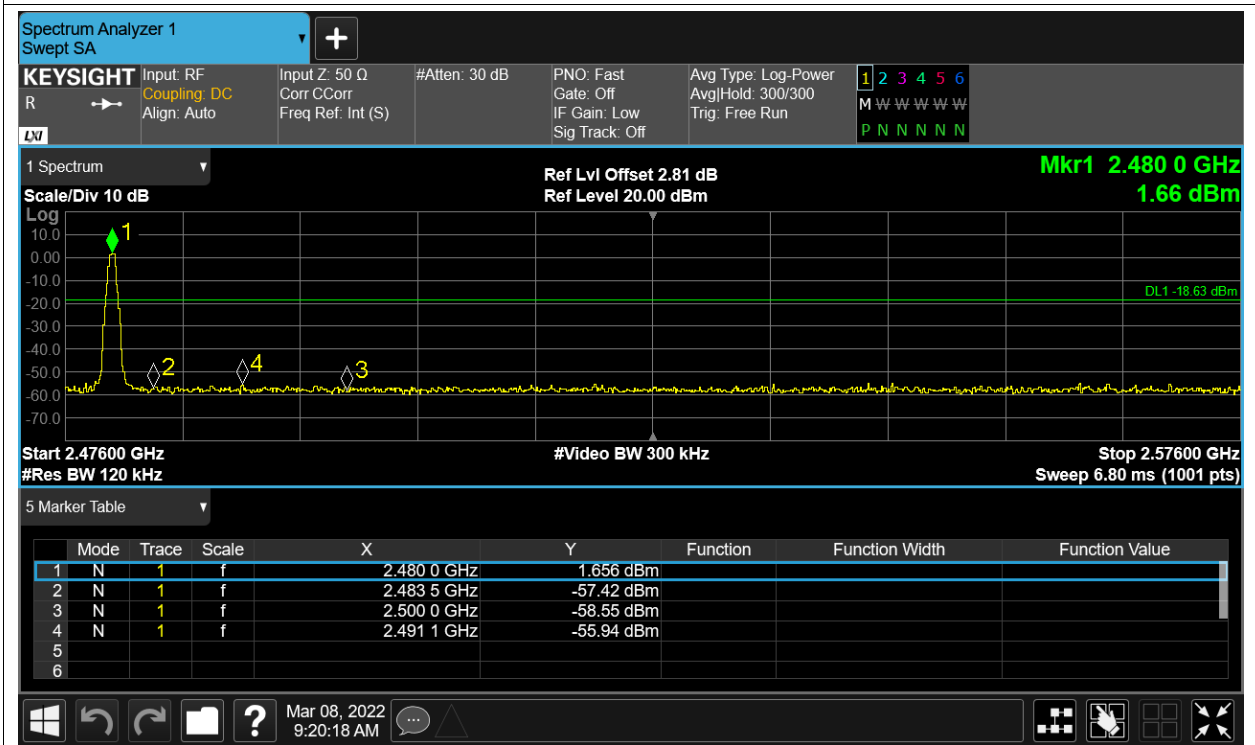 Spectrum Analyzer 1
Swept SA
KEYSIGHT
R
LXI
Input: RF
Coupling: DC
Align: Auto
Input Z: 50 Ω
Corr CCorr
Freq Ref: Int (S)
#Atten: 30 dB
PNO: Fast
Gate: Off
IF Gain: Low
Sig Track: Off
Avg Type: Log-Power
Avg|Hold: 300/300
Trig: Free Run
1 2 3 4 5 6
M W W W W W
P N N N N N
1 Spectrum
Scale/Div 10 dB
Ref Lvl Offset 2.81 dB
Ref Level 20.00 dBm
Mkr1 2.480 0 GHz
1.66 dBm
Log
10.0
0.00
-10.0
-20.0
-30.0
-40.0
-50.0
-60.0
-70.0
1
2
4
3
DL1 -18.63 dBm
Start 2.47600 GHz
#Video BW 300 kHz
Stop 2.57600 GHz
#Res BW 120 kHz
Sweep 6.80 ms (1001 pts)
5 Marker Table
Mode Trace Scale X Y Function Function Width Function Value
1 N 1 f 2.480 0 GHz 1.656 dBm
2 N 1 f 2.483 5 GHz -57.42 dBm
3 N 1 f 2.500 0 GHz -58.55 dBm
4 N 1 f 2.491 1 GHz -55.94 dBm
5
6
?
Mar 08, 2022
9:20:18 AM